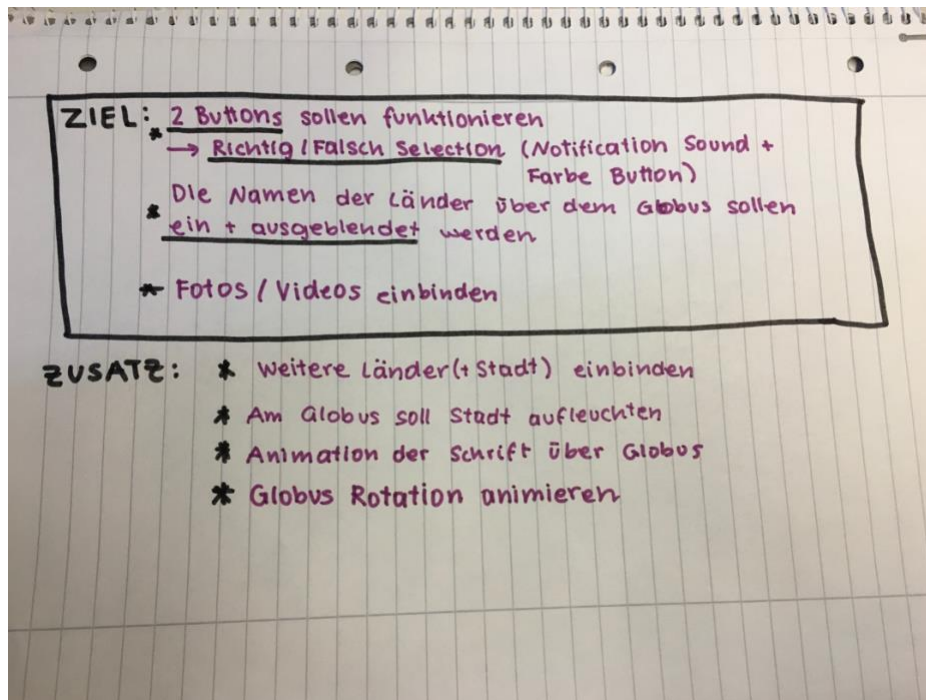 ZIEL: 2 Buttons sollen funktionieren
* → Richtig / Falsch Selection (Notification Sound +
Farbe Button)
* DIe Namen der Länder über dem Globus sollen
ein + ausgeblendet werden
* Fotos / Videos einbinden
ZUSATZ: * Weitere Länder (+ Stadt) einbinden
* Am Globus soll Stadt aufleuchten
* Animation der Schrift über Globus
* Globus Rotation animieren